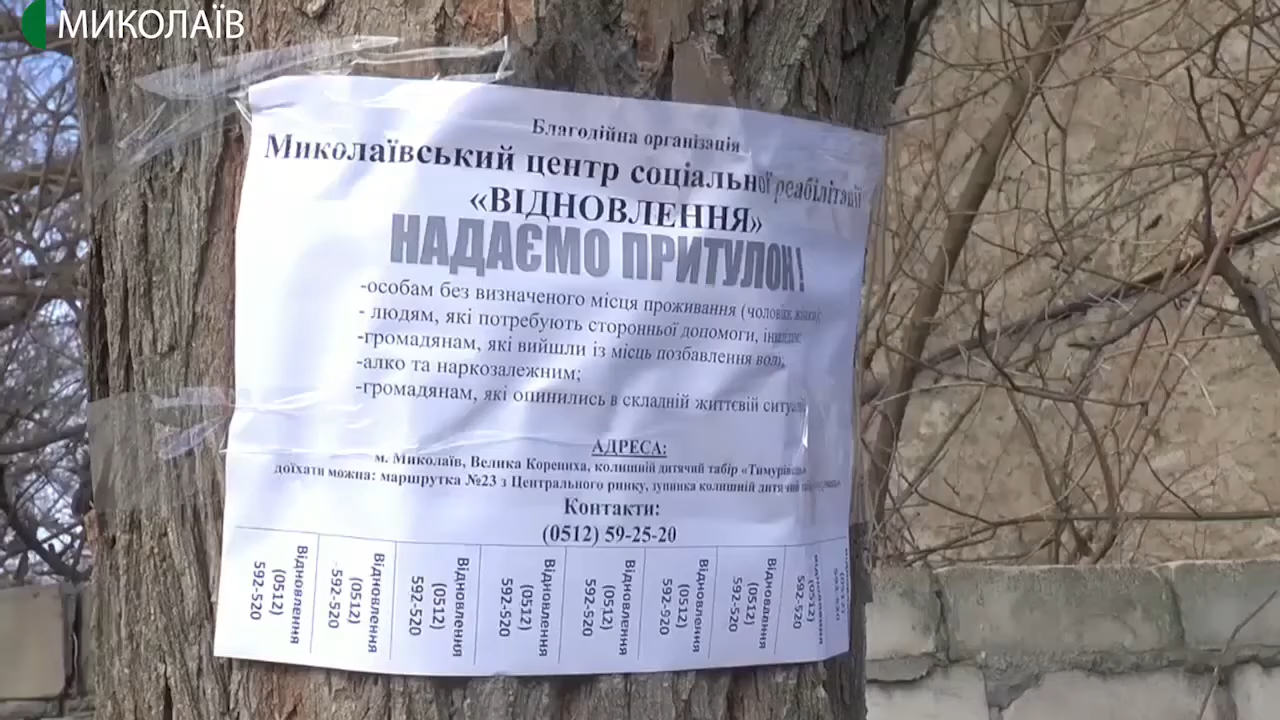 МИКОЛАЇВ
Благодійна організація
Миколаївський центр соціальної реабілітації
«ВІДНОВЛЕННЯ»
НАДАЄМО ПРИТУЛОК!
-особам без визначеного місця проживання (чоловік
- людям, які потребують сторонньої допомоги,
-громадянам, які вийшли із місць позбавлення волі,
-алко та наркозалежним;
-громадянам, які опинились в складній життєвій
АДРЕСА:
м. Миколаїв, Велика Корениха, колишній дитячий табір
доїхати можна: маршрутка №23 з Центрального ринку, зупинка колишній дитячий
Контакти:
(0512) 59-25-20
Відновлення
(0512)
592-520
Відновлення
(0512)
592-520
Відновлення
(0512)
592-520
Відновлення
(0512)
592-520
Відновлення
(0512)
592-520
Відновлення
(0512)
592-920
Відновлення
(0512)
592-520
(0512)
592-520